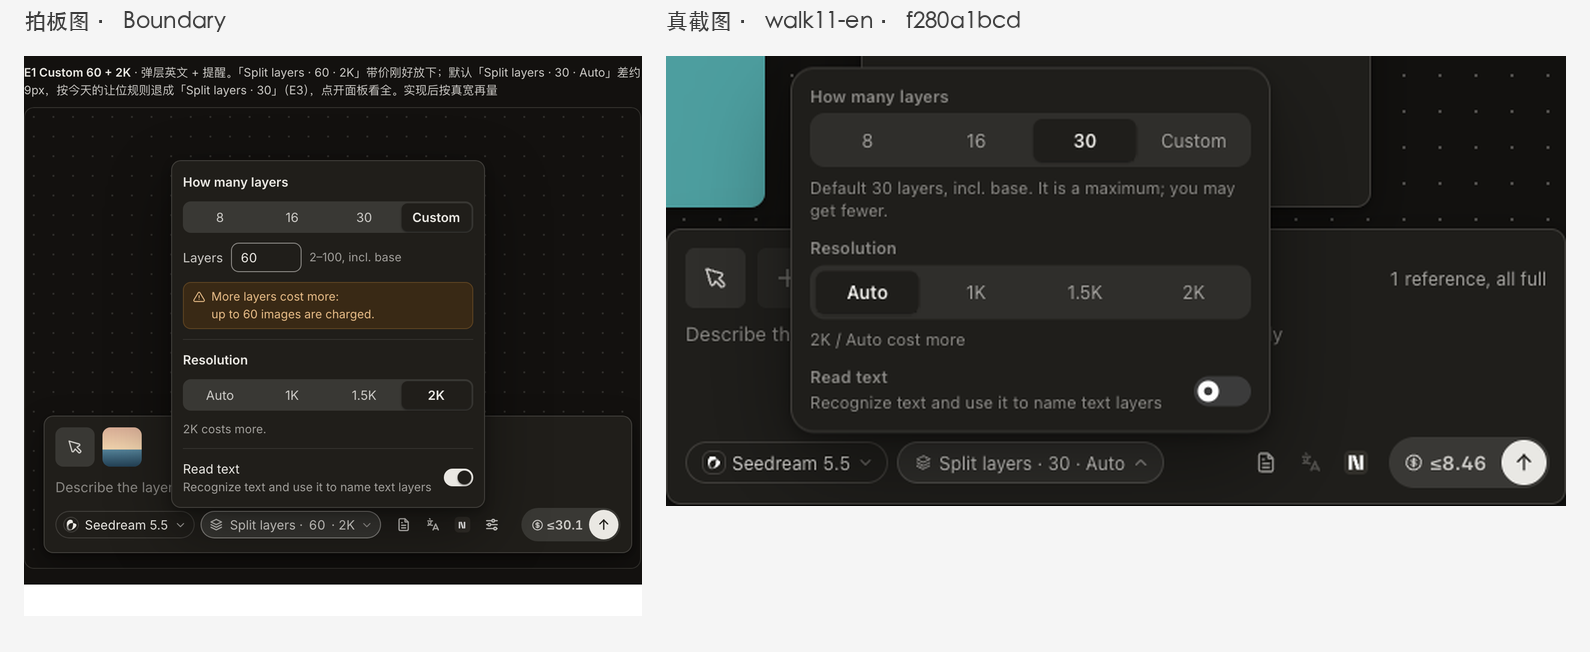 拍板图 · Boundary
E1 Custom 60 + 2K · 弹层英文 + 提醒。「Split layers · 60 · 2K」带价刚好放下；默认「Split layers · 30 · Auto」差约
9px，按今天的让位规则退成「Split layers · 30」（E3），点开面板看全。实现后按真宽再量
How many layers
8 16 30 Custom
Layers 60 2–100, incl. base
More layers cost more:
up to 60 images are charged.
Resolution
Auto 1K 1.5K 2K
2K costs more.
Read text
Recognize text and use it to name text layers
Describe the layer
Seedream 5.5 Split layers · 60 · 2K ≤30.1
真截图 · walk11-en · f280a1bcd
How many layers
8 16 30 Custom
Default 30 layers, incl. base. It is a maximum; you may
get fewer.
Resolution
Auto 1K 1.5K 2K
1 reference, all full
Describe th
2K / Auto cost more
Read text
Recognize text and use it to name text layers
Seedream 5.5 Split layers · 30 · Auto ≤8.46